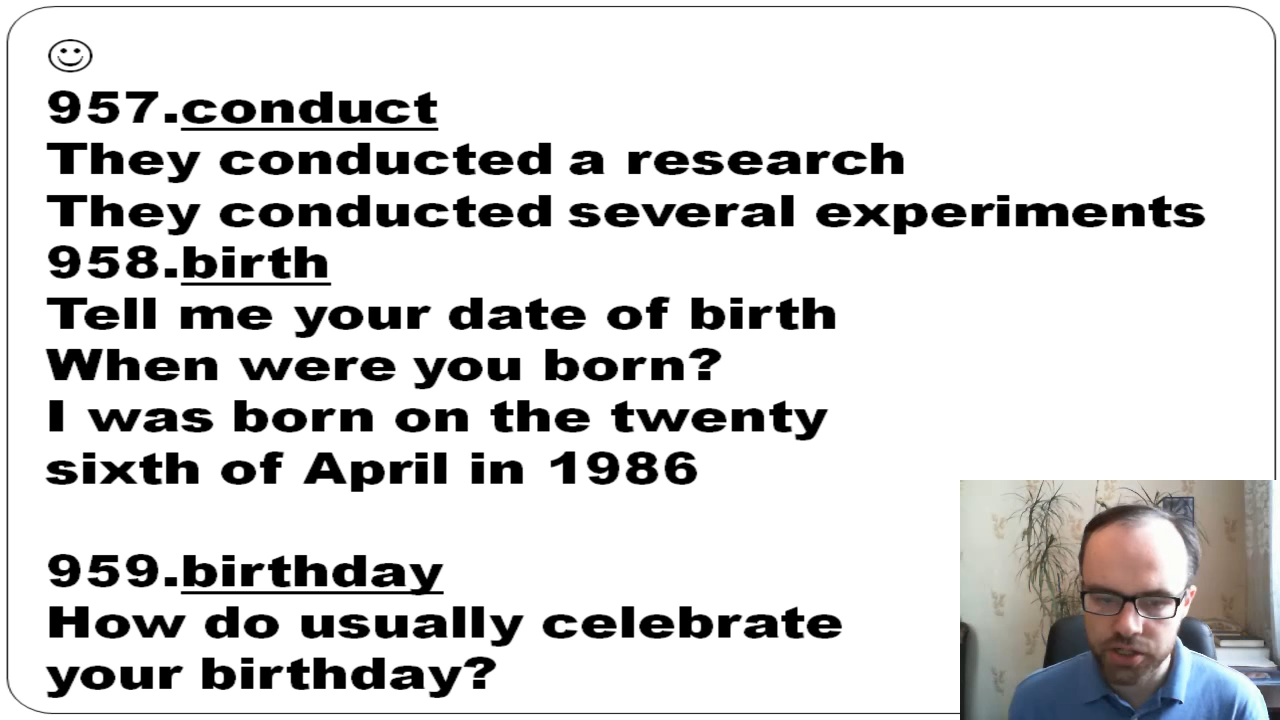 957.conduct
They conducted a research
They conducted several experiments
958.birth
Tell me your date of birth
When were you born?
I was born on the twenty
sixth of April in 1986
959.birthday
How do usually celebrate
your birthday?